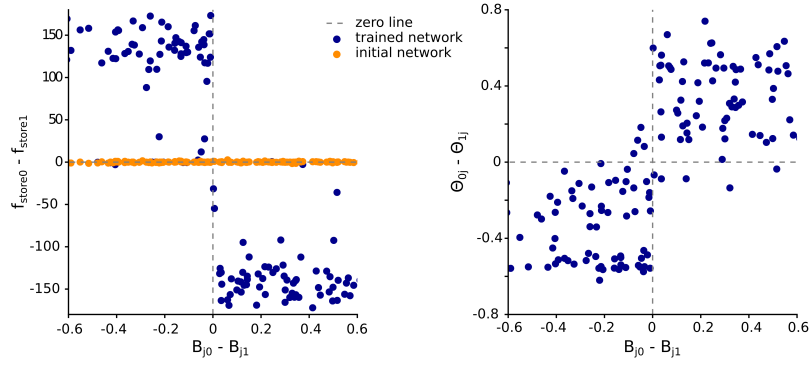 zero line
trained network
initial network
150
100
50
0
-50
-100
-150
f_store0 - f_store1
-0.6 -0.4 -0.2 0 0.2 0.4 0.6
B_j0 - B_j1
0.8
0.4
0
-0.4
-0.8
Θ_0j - Θ_1j
-0.6 -0.4 -0.2 0 0.2 0.4 0.6
B_j0 - B_j1